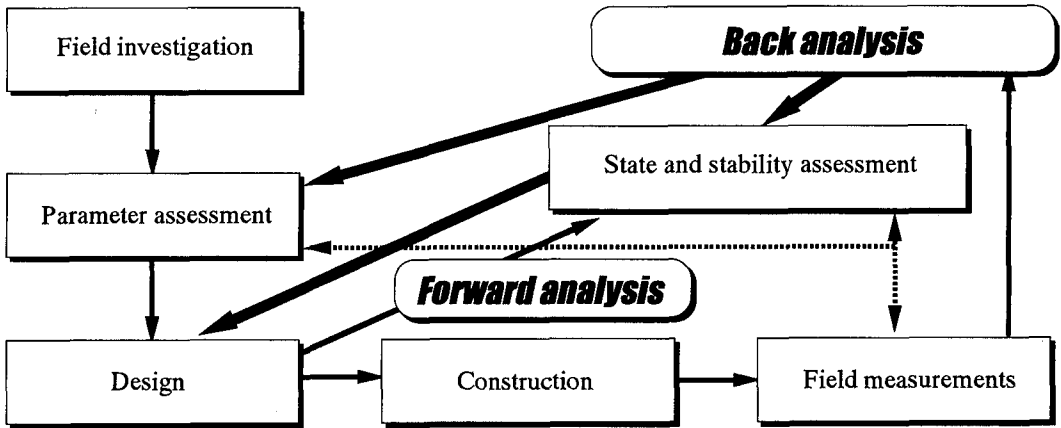 Field investigation
Back analysis
State and stability assessment
Parameter assessment
Forward analysis
Design
Construction
Field measurements